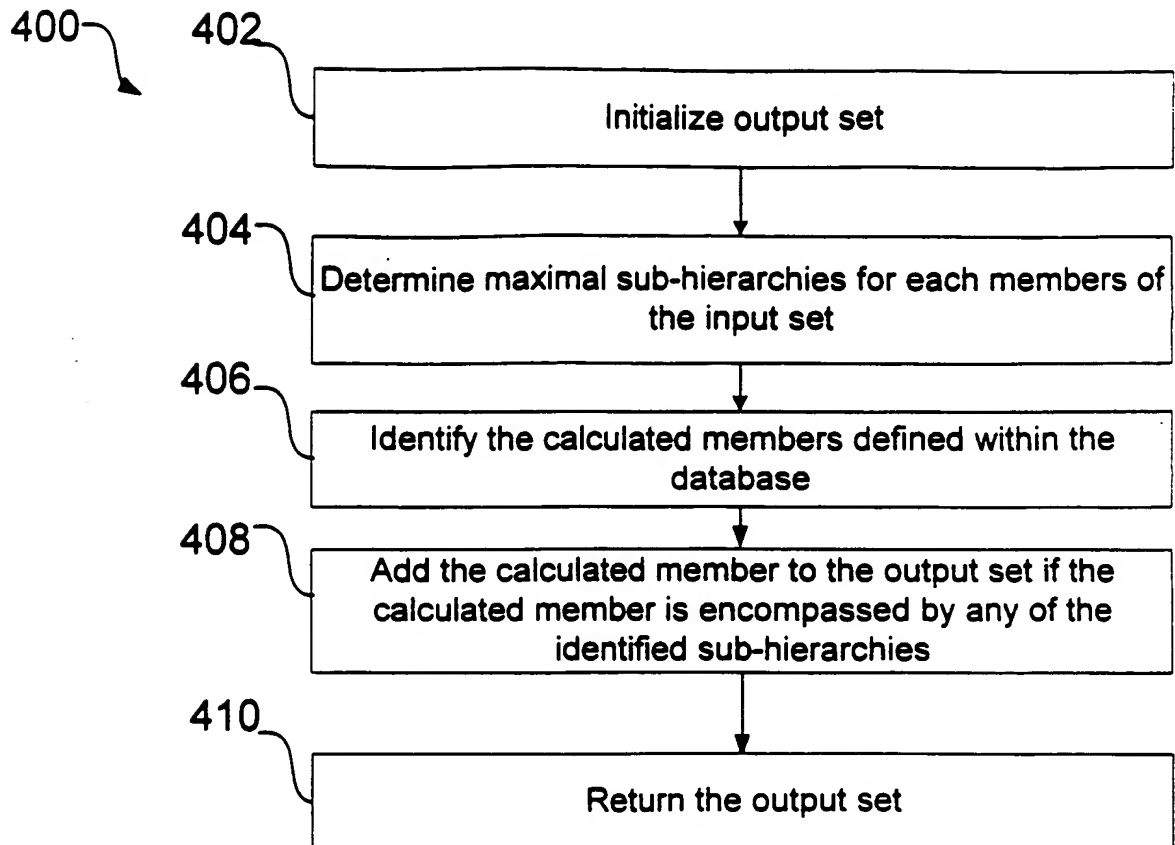 400
402
Initialize output set
404
Determine maximal sub-hierarchies for each members of
the input set
406
Identify the calculated members defined within the
database
408
Add the calculated member to the output set if the
calculated member is encompassed by any of the
identified sub-hierarchies
410
Return the output set